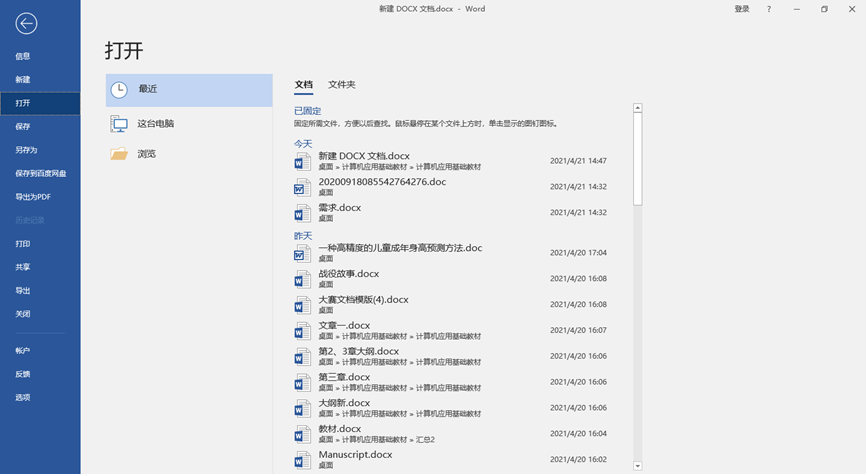 新建 DOCX 文档.docx - Word
登录 ?
信息
新建
打开
保存
另存为
保存到百度网盘
导出为PDF
历史记录
打印
共享
导出
关闭
帐户
反馈
选项
打开
最近
这台电脑
浏览
文档 文件夹
已固定
固定所需文件，方便以后查找。鼠标悬停在某个文件上方时，单击显示的图钉图标。
今天
新建 DOCX 文档.docx 2021/4/21 14:47
桌面 » 计算机应用基础教材 » 计算机应用基础教材
20200918085542764276.doc 2021/4/21 14:32
桌面
需求.docx 2021/4/21 14:32
桌面
昨天
一种高精度的儿童成年身高预测方法.doc 2021/4/20 17:04
桌面
战役故事.docx 2021/4/20 16:08
桌面
大赛文档模版(4).docx 2021/4/20 16:08
桌面
文章一.docx 2021/4/20 16:07
桌面 » 计算机应用基础教材 » 计算机应用基础教材
第2、3章大纲.docx 2021/4/20 16:06
桌面 » 计算机应用基础教材 » 计算机应用基础教材
第三章.docx 2021/4/20 16:06
桌面 » 计算机应用基础教材 » 计算机应用基础教材
大纲新.docx 2021/4/20 16:06
桌面 » 计算机应用基础教材 » 计算机应用基础教材
教材.docx 2021/4/20 16:04
桌面 » 计算机应用基础教材 » 汇总2
Manuscript.docx 2021/4/20 16:02
桌面